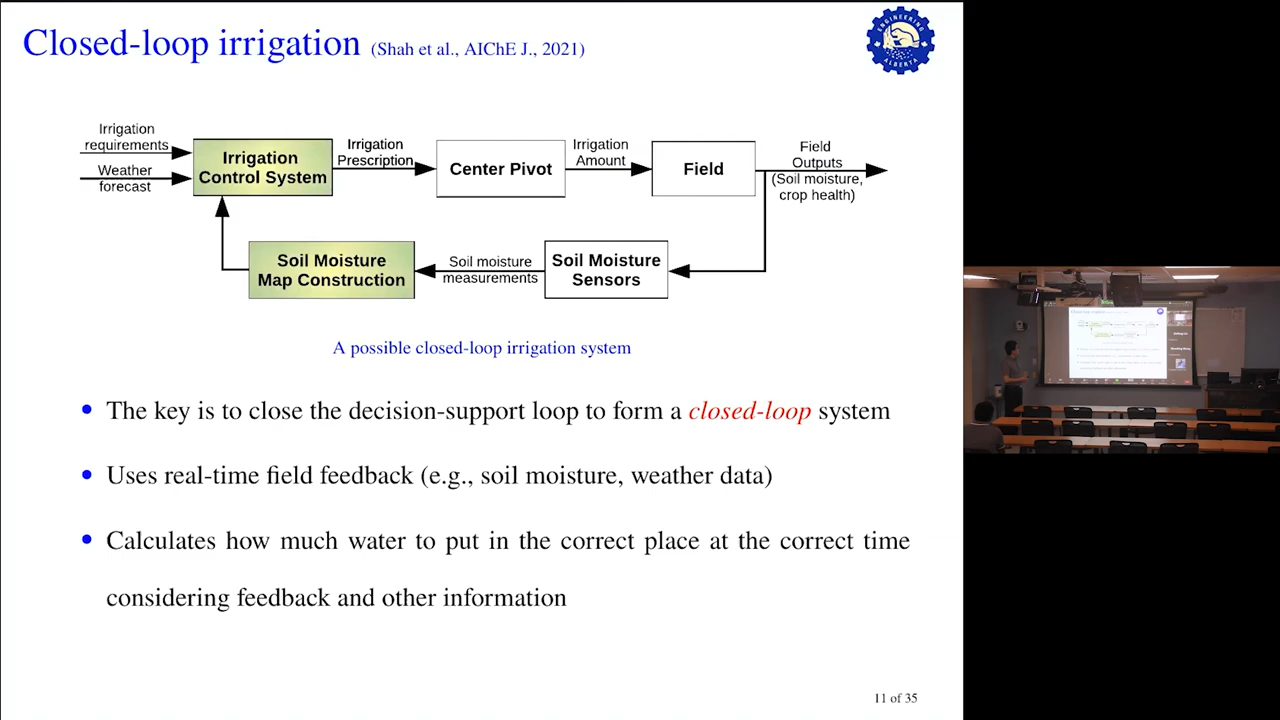 Closed-loop irrigation (Shah et al., AIChE J., 2021)
ENGINEERING
ALBERTA
Irrigation
requirements
Weather
forecast
Irrigation
Control System
Irrigation
Prescription
Center Pivot
Irrigation
Amount
Field
Field
Outputs
(Soil moisture,
crop health)
Soil Moisture
Map Construction
Soil moisture
measurements
Soil Moisture
Sensors
A possible closed-loop irrigation system
• The key is to close the decision-support loop to form a closed-loop system
• Uses real-time field feedback (e.g., soil moisture, weather data)
• Calculates how much water to put in the correct place at the correct time
considering feedback and other information
11 of 35